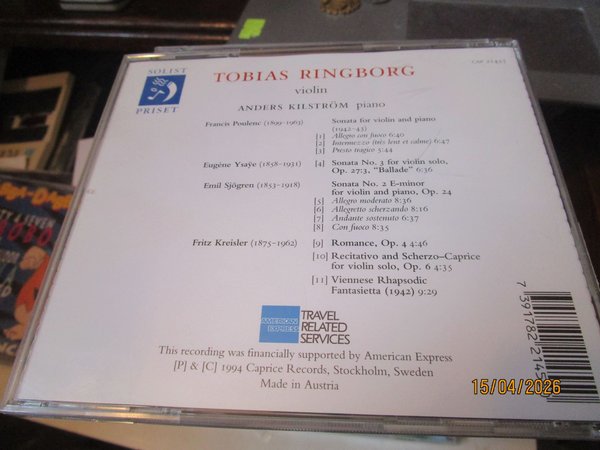 SOLIST
PRISET
TOBIAS RINGBORG
violin
ANDERS KILSTRÖM piano
Francis Poulenc (1899–1963) Sonata for violin and piano
(1942–43)
[1] Allegro con fuoco 6:40
[2] Intermezzo (très lent et calme) 6:47
[3] Presto tragico 5:44
Eugène Ysaÿe (1858–1931) [4] Sonata No. 3 for violin solo,
Op. 27:3, “Ballade” 6:36
Emil Sjögren (1853–1918) Sonata No. 2 E-minor
for violin and piano, Op. 24
[5] Allegro moderato 8:36
[6] Allegretto scherzando 8:16
[7] Andante sostenuto 6:37
[8] Con fuoco 8:35
Fritz Kreisler (1875–1962) [9] Romance, Op. 4 4:46
[10] Recitativo and Scherzo–Caprice
for violin solo, Op. 6 4:35
[11] Viennese Rhapsodic
Fantasietta (1942) 9:29
AMERICAN
EXPRESS
TRAVEL
RELATED
SERVICES
This recording was financially supported by American Express
[P] & [C] 1994 Caprice Records, Stockholm, Sweden
Made in Austria
15/04/2026